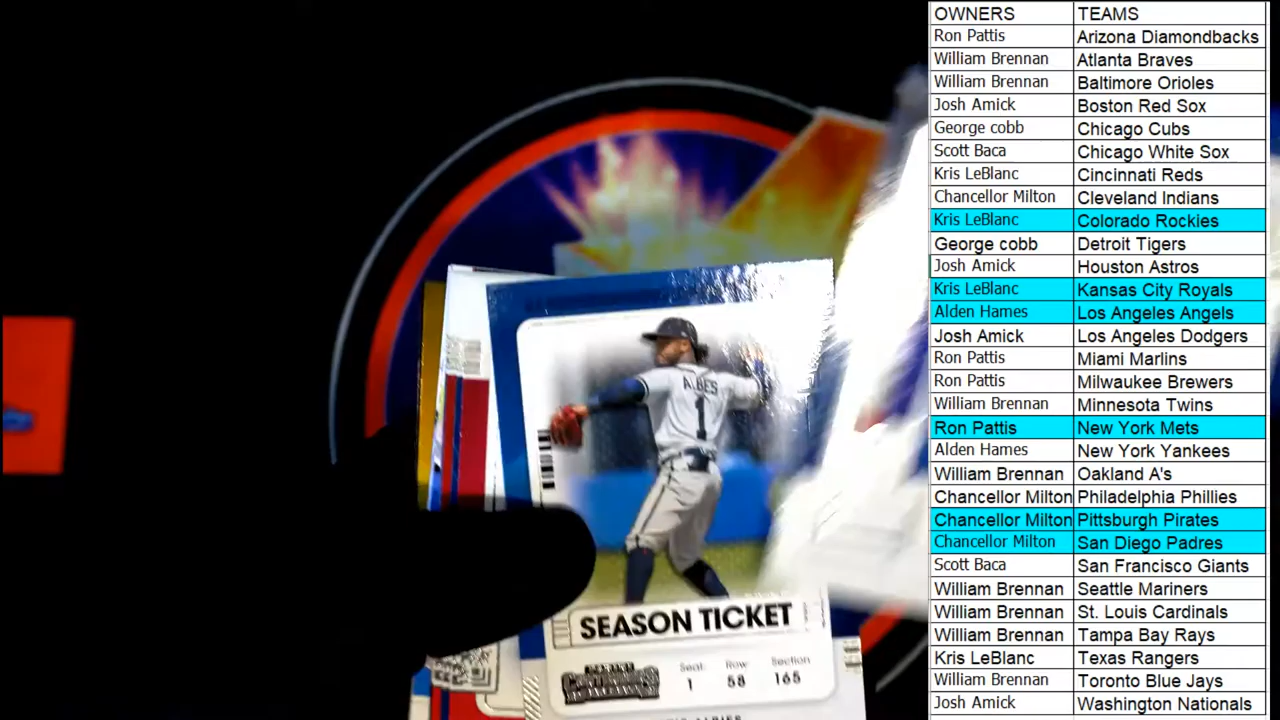 OWNERS TEAMS
Ron Pattis Arizona Diamondbacks
William Brennan Atlanta Braves
William Brennan Baltimore Orioles
Josh Amick Boston Red Sox
George cobb Chicago Cubs
Scott Baca Chicago White Sox
Kris LeBlanc Cincinnati Reds
Chancellor Milton Cleveland Indians
Kris LeBlanc Colorado Rockies
George cobb Detroit Tigers
Josh Amick Houston Astros
Kris LeBlanc Kansas City Royals
Alden Hames Los Angeles Angels
Josh Amick Los Angeles Dodgers
Ron Pattis Miami Marlins
Ron Pattis Milwaukee Brewers
William Brennan Minnesota Twins
Ron Pattis New York Mets
Alden Hames New York Yankees
William Brennan Oakland A's
Chancellor Milton Philadelphia Phillies
Chancellor Milton Pittsburgh Pirates
Chancellor Milton San Diego Padres
Scott Baca San Francisco Giants
William Brennan Seattle Mariners
William Brennan St. Louis Cardinals
William Brennan Tampa Bay Rays
Kris LeBlanc Texas Rangers
William Brennan Toronto Blue Jays
Josh Amick Washington Nationals
1
SEASON TICKET
Seat Row Section
1 58 165